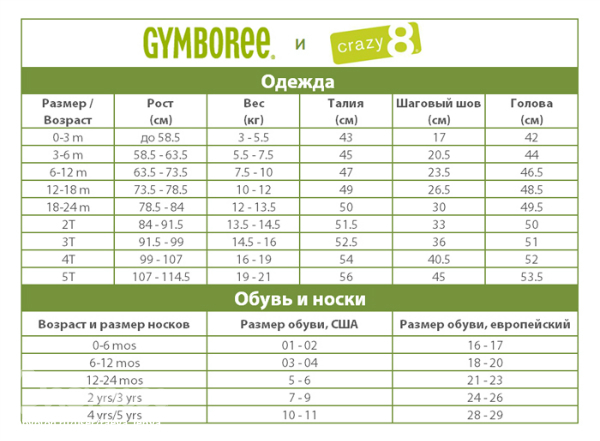 GYMBOREE и crazy 8
Одежда
Размер / Возраст Рост (см) Вес (кг) Талия (см) Шаговый шов (см) Голова (см)
0-3 m до 58.5 3 - 5.5 43 17 42
3-6 m 58.5 - 63.5 5.5 - 7.5 45 20.5 44
6-12 m 63.5 - 73.5 7.5 - 10 47 23.5 46.5
12-18 m 73.5 - 78.5 10 - 12 49 26.5 48.5
18-24 m 78.5 - 84 12 - 13.5 50 30 49.5
2T 84 - 91.5 13.5 - 14.5 51.5 33 50
3T 91.5 - 99 14.5 - 16 52.5 36 51
4T 99 - 107 16 - 19 54 40.5 52
5T 107 - 114.5 19 - 21 56 45 53.5
Обувь и носки
Возраст и размер носков Размер обуви, США Размер обуви, европейский
0-6 mos 01 - 02 16 - 17
6-12 mos 03 - 04 18 - 20
12-24 mos 5 - 6 21 - 23
2 yrs/3 yrs 7 - 9 24 - 26
4 yrs/5 yrs 10 - 11 28 - 29